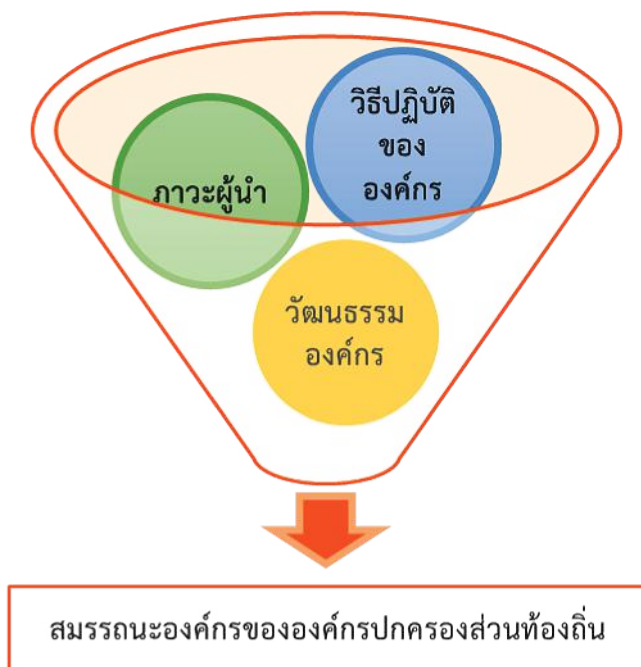 วิธีปฏิบัติ
ของ
องค์กร
ภาวะผู้นำ
วัฒนธรรม
องค์กร
สมรรถนะองค์กรขององค์กรปกครองส่วนท้องถิ่น